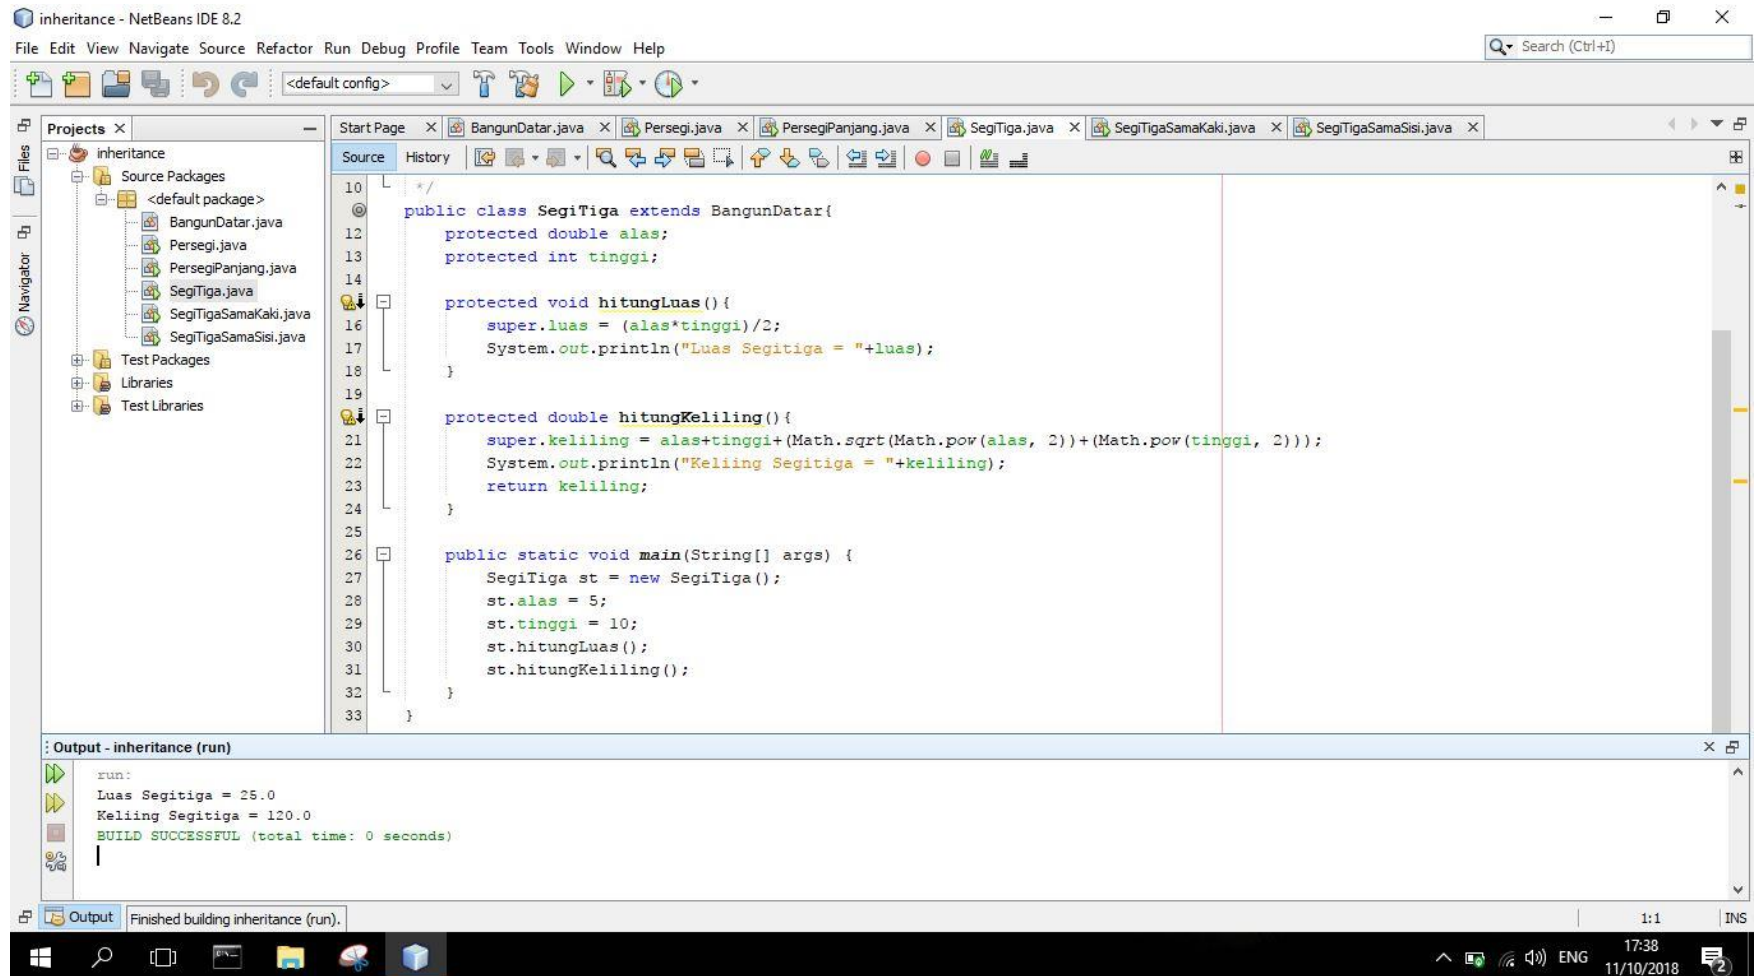 inheritance - NetBeans IDE 8.2
File Edit View Navigate Source Refactor Run Debug Profile Team Tools Window Help
Search (Ctrl+I)
<default config>
Projects
Start Page
BangunDatar.java
Persegi.java
PersegiPanjang.java
SegiTiga.java
SegiTigaSamaKaki.java
SegiTigaSamaSisi.java
Files
Navigator
inheritance
Source Packages
<default package>
BangunDatar.java
Persegi.java
PersegiPanjang.java
SegiTiga.java
SegiTigaSamaKaki.java
SegiTigaSamaSisi.java
Test Packages
Libraries
Test Libraries
Source History
10 */
public class SegiTiga extends BangunDatar{
12 protected double alas;
13 protected int tinggi;
14
protected void hitungLuas(){
16 super.luas = (alas*tinggi)/2;
17 System.out.println("Luas Segitiga = "+luas);
18 }
19
protected double hitungKeliling(){
21 super.keliling = alas+tinggi+(Math.sqrt(Math.pow(alas, 2))+(Math.pow(tinggi, 2)));
22 System.out.println("Keliing Segitiga = "+keliling);
23 return keliling;
24 }
25
26 public static void main(String[] args) {
27 SegiTiga st = new SegiTiga();
28 st.alas = 5;
29 st.tinggi = 10;
30 st.hitungLuas();
31 st.hitungKeliling();
32 }
33 }
Output - inheritance (run)
run:
Luas Segitiga = 25.0
Keliing Segitiga = 120.0
BUILD SUCCESSFUL (total time: 0 seconds)
Output
Finished building inheritance (run).
1:1
INS
ENG
17:38
11/10/2018
2